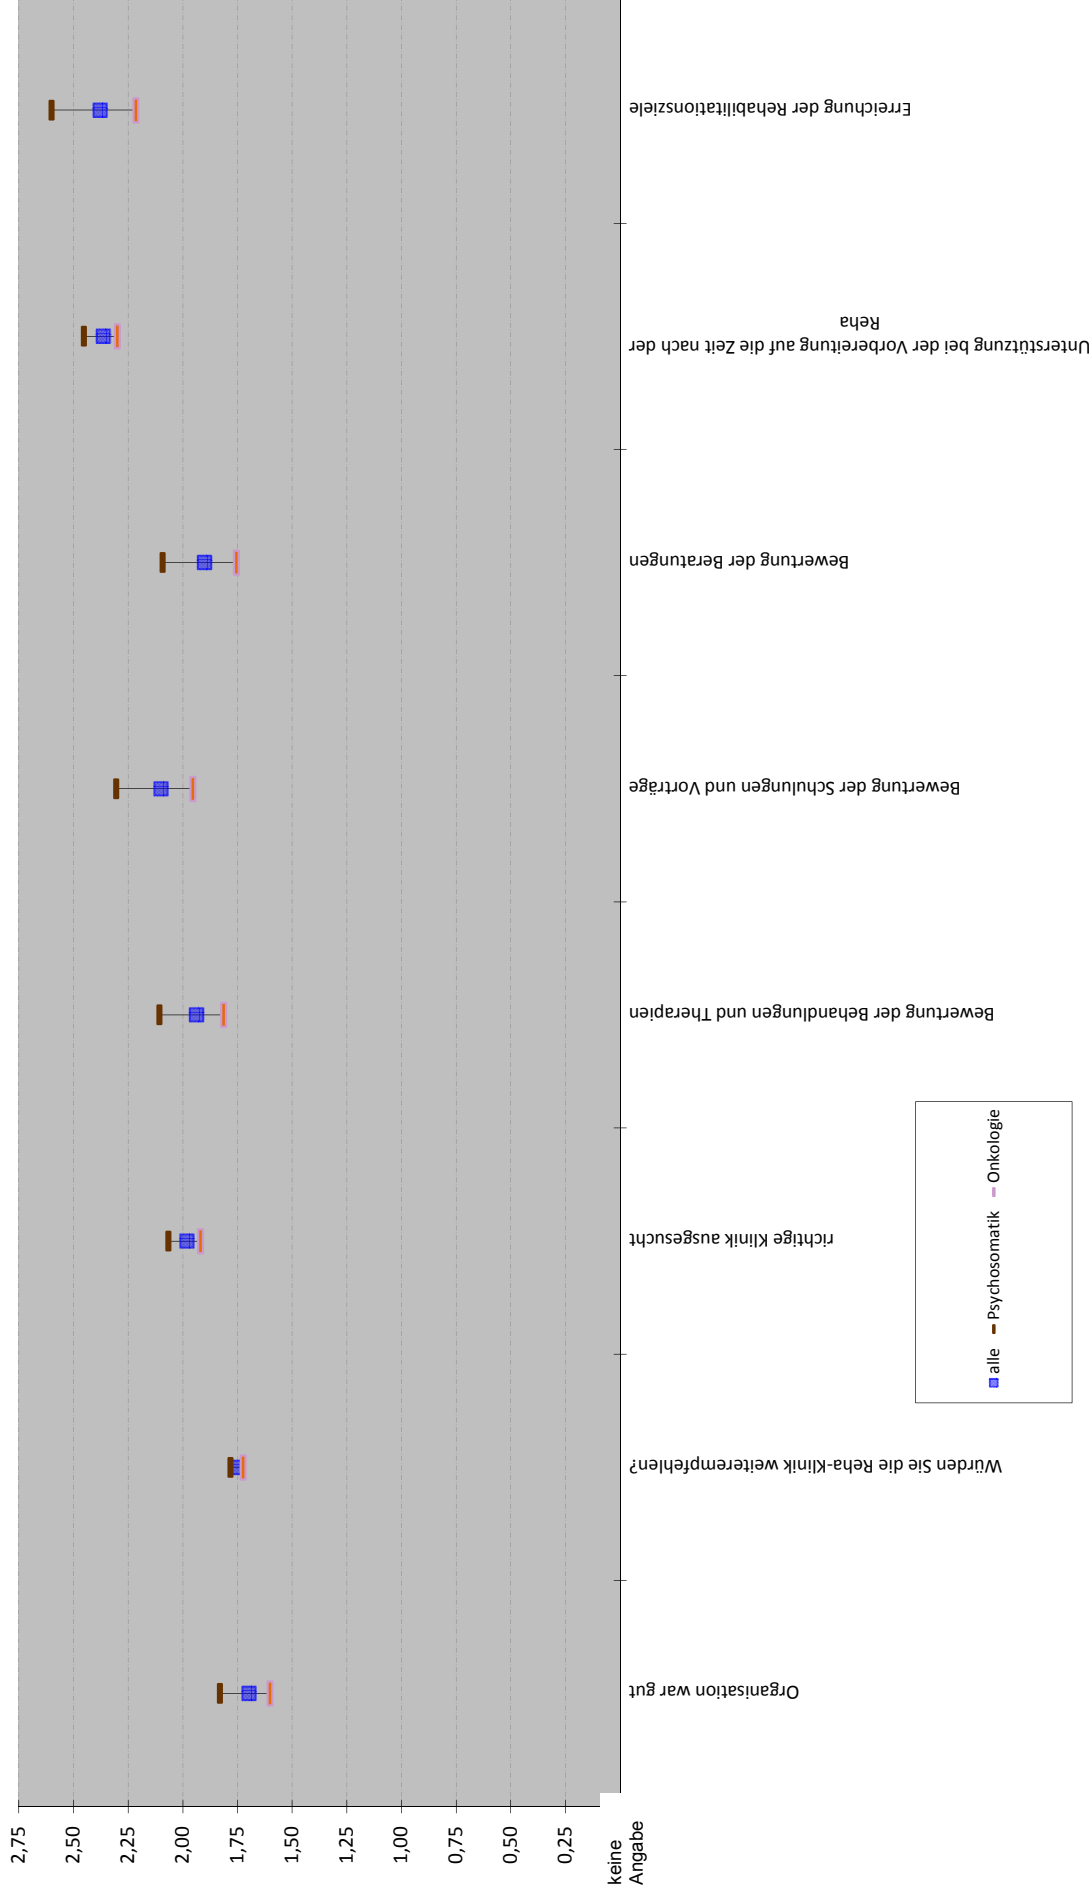 2,75
2,50
2,25
2,00
1,75
1,50
1,25
1,00
0,75
0,50
0,25
keine
Angabe
Organisation war gut
Würden Sie die Reha-Klinik weiterempfehlen?
richtige Klinik ausgesucht
Bewertung der Behandlungen und Therapien
Bewertung der Schulungen und Vorträge
Bewertung der Beratungen
Unterstützung bei der Vorbereitung auf die Zeit nach der
Reha
Erreichung der Rehabilitationsziele
alle Psychosomatik Onkologie